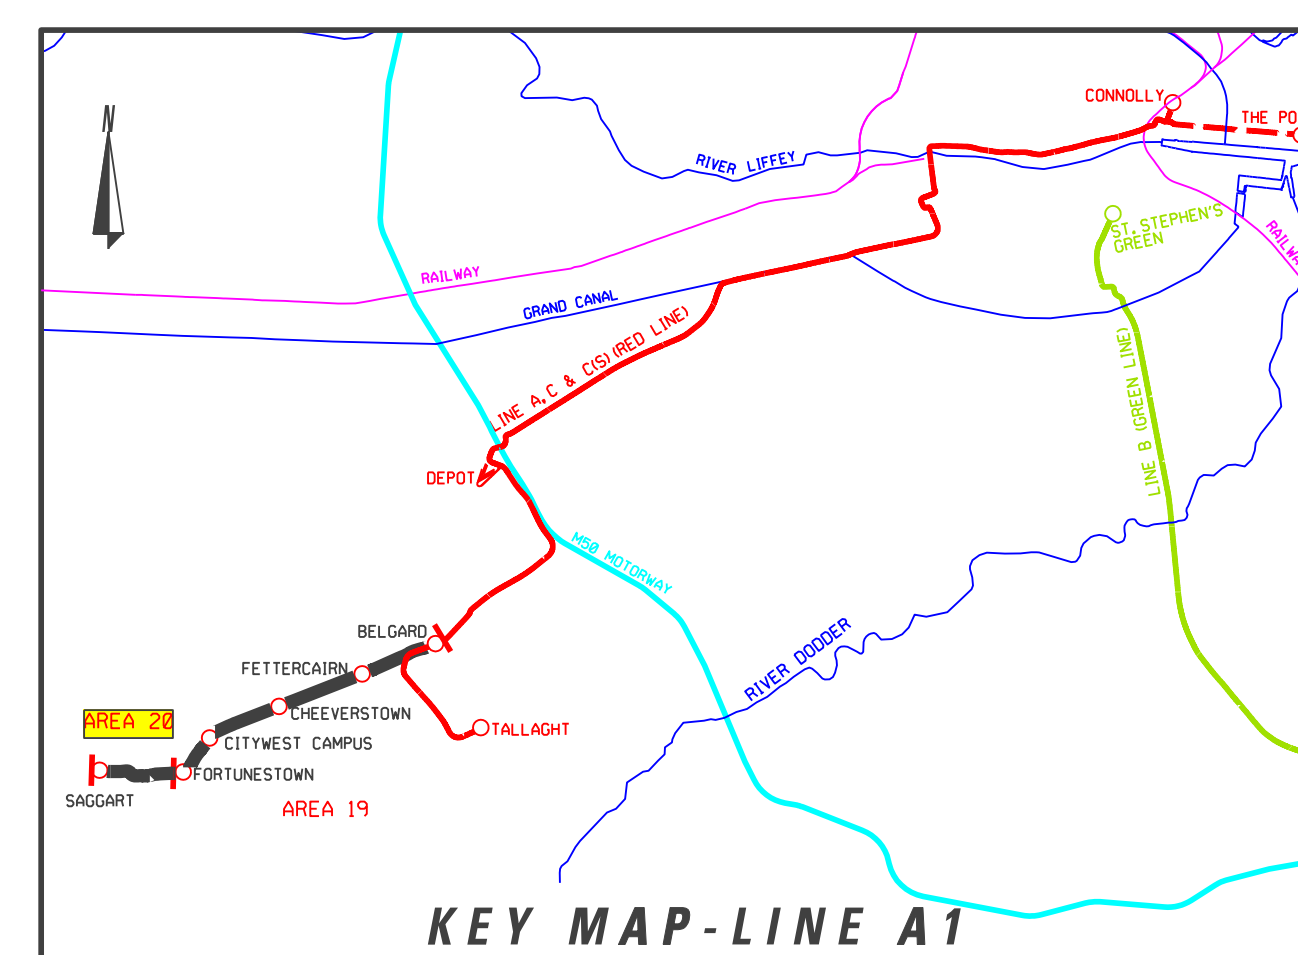 N
CONNOLLY
THE PO
RIVER LIFFEY
ST. STEPHEN'S
GREEN
RAILWA
RAILWAY
GRAND CANAL
LINE A,C & C(S) (RED LINE)
LINE B (GREEN LINE)
DEPOT
M50 MOTORWAY
BELGARD
RIVER DODDER
FETTERCAIRN
CHEEVERSTOWN
AREA 20
TALLAGHT
CITYWEST CAMPUS
FORTUNESTOWN
SAGGART
AREA 19
KEY MAP-LINE A1